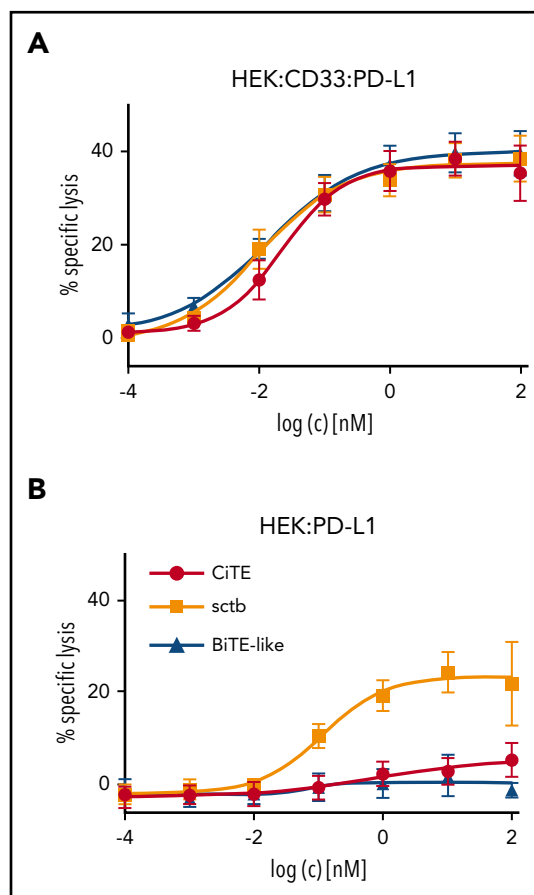 A
HEK:CD33:PD-L1
% specific lysis
40
20
0
-4
-2
0
2
log (c) [nM]
B
HEK:PD-L1
CiTE
sctb
BiTE-like
% specific lysis
40
20
0
-4
-2
0
2
log (c) [nM]